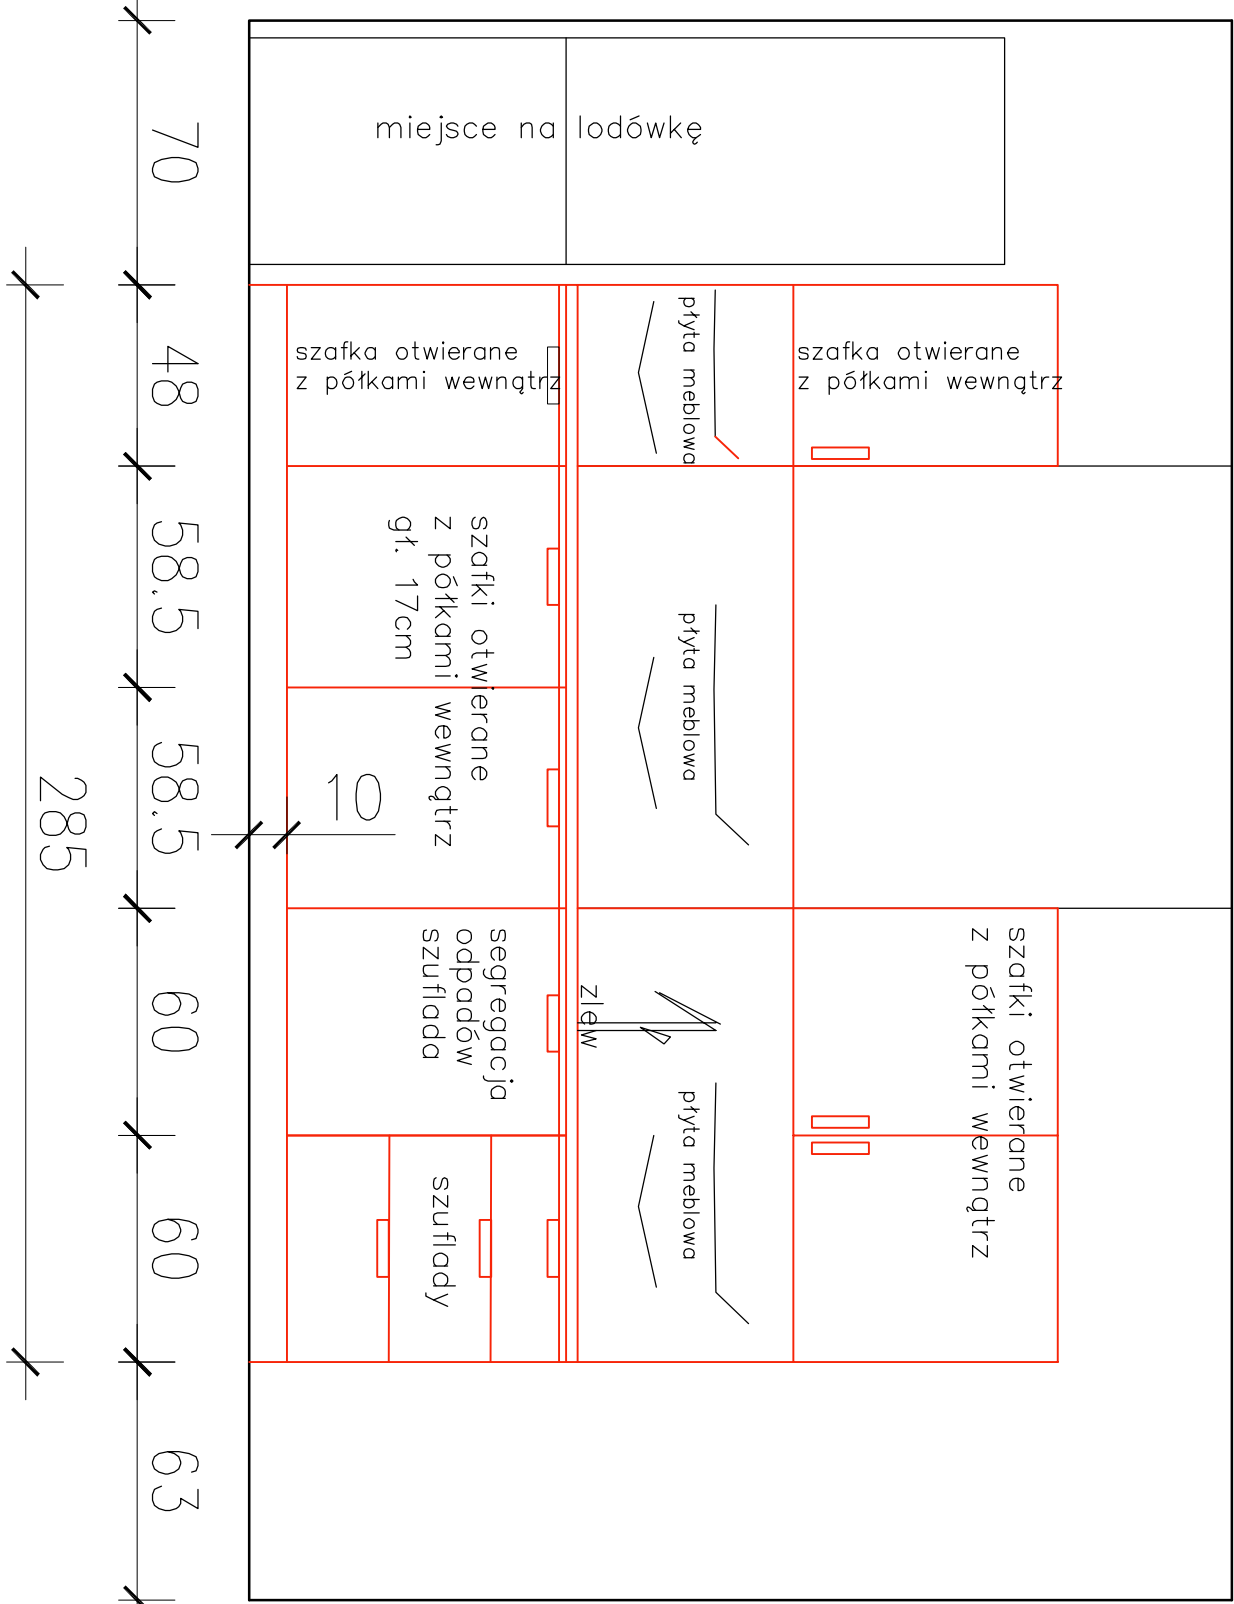 miejsce na lodówkę
szafka otwierane
z półkami wewnątrz
płyta meblowa
szafka otwierane
z półkami wewnątrz
szafki otwierane
z półkami wewnątrz
gł. 17cm
płyta meblowa
10
segregacja
odpadów
szuflada
zlew
szafki otwierane
z półkami wewnątrz
płyta meblowa
szuflady
70
48
58.5
58.5
60
60
63
285